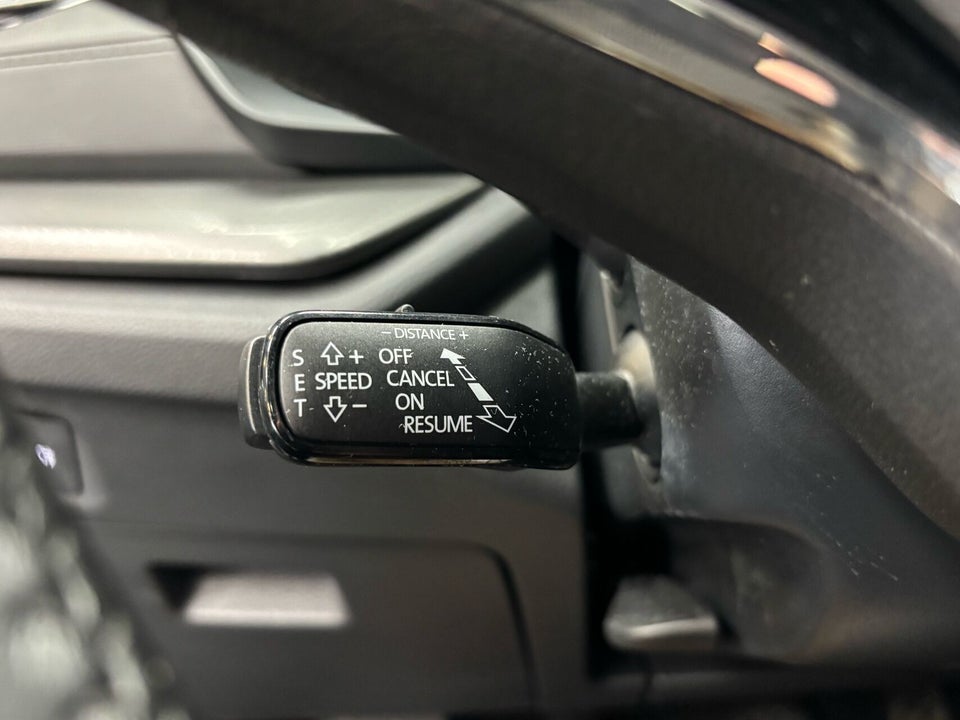 − DISTANCE +
S + OFF
E SPEED CANCEL
T − ON
RESUME